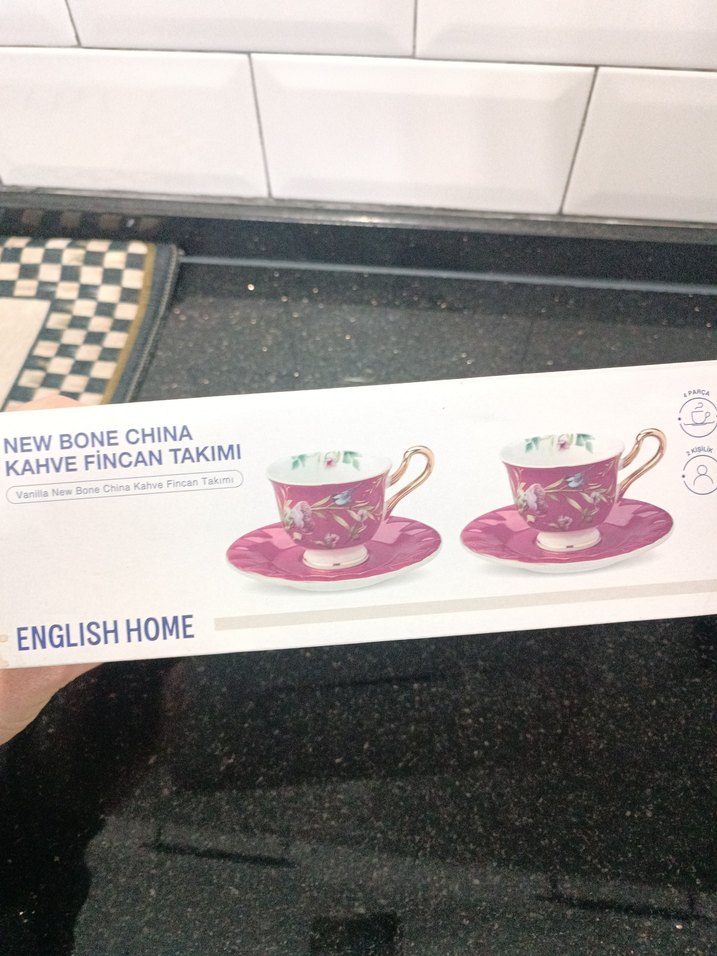 NEW BONE CHINA
KAHVE FİNCAN TAKIMI
Vanilla New Bone China Kahve Fincan Takımı
4 PARÇA
2 KİŞİLİK
ENGLISH HOME